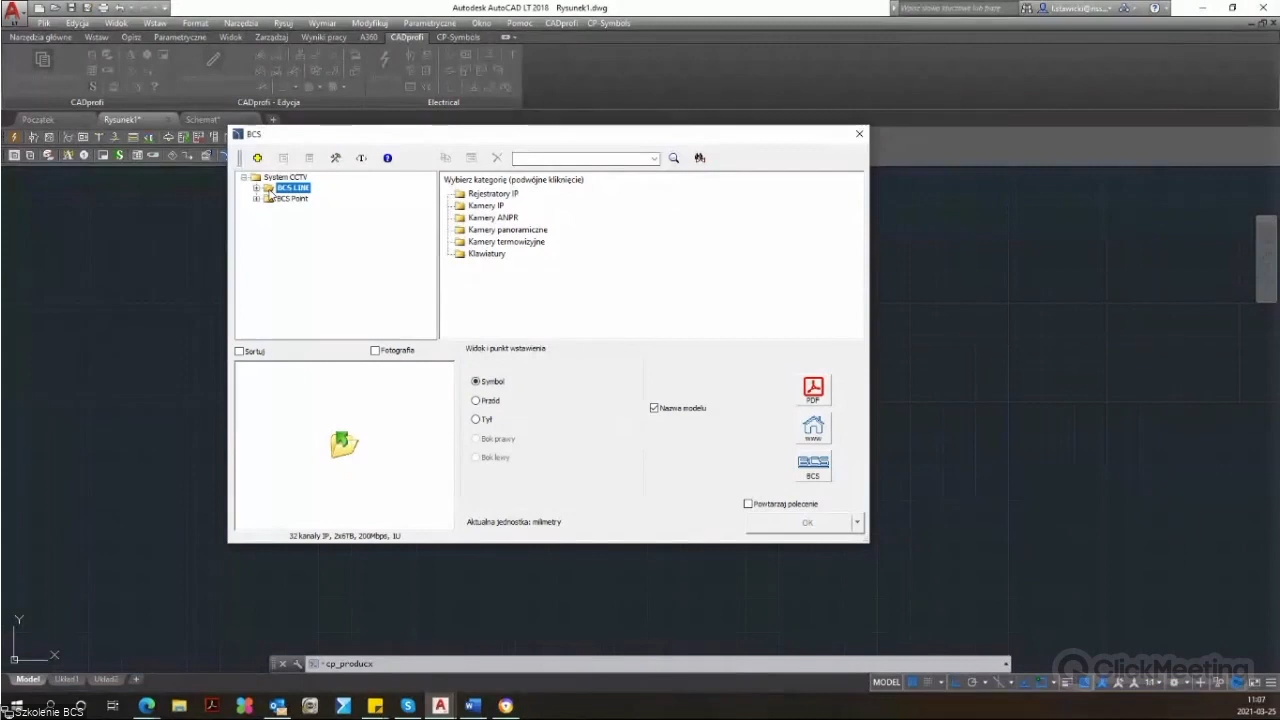 Autodesk AutoCAD LT 2018 Rysunek1.dwg
Plik Edycja Widok Wstaw Format Narzędzia Rysuj Wymiar Modyfikuj Parametryczne Okno Pomoc CADprofi CP-Symbols
Narzędzia główne Wstaw Opisz Parametryczne Widok Zarządzaj Wyniki pracy A360 CADprofi CP-Symbols
CADprofi CADprofi - Edycja Electrical
Początek Rysunek1* Schemat*
BCS
System CCTV
BCS LINE
BCS Point
Wybierz kategorię (podwójne kliknięcie)
Rejestratory IP
Kamery IP
Kamery ANPR
Kamery panoramiczne
Kamery termowizyjne
Klawiatury
Sortuj Fotografia
Widok i punkt wstawienia
Symbol
Przód
Tył
Bok prawy
Bok lewy
Nazwa modelu
PDF
www
BCS
BCS
Powtarzaj polecenie
Aktualna jednostka: milimetry
OK
32 kanały IP, 2x6TB, 200Mbps, 1U
Y
X
cp_producx
ClickMeeting
Model Układ1 Układ2
MODEL 1:1
11:07
2021-03-25
Szkolenie BCS